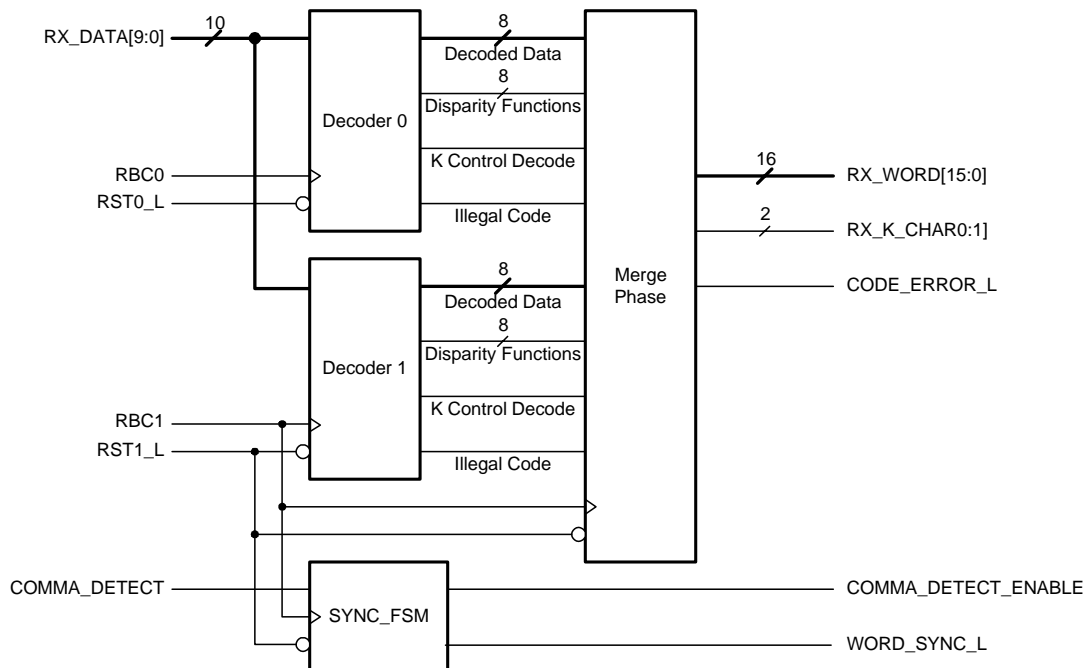 10
8
RX_DATA[9:0]
Decoded Data
8
Disparity Functions
Decoder 0
K Control Decode
RBC0
RST0_L
Illegal Code
16
RX_WORD[15:0]
2
RX_K_CHAR0:1]
Merge
Phase
CODE_ERROR_L
8
Decoded Data
8
Disparity Functions
Decoder 1
K Control Decode
RBC1
RST1_L
Illegal Code
COMMA_DETECT
COMMA_DETECT_ENABLE
SYNC_FSM
WORD_SYNC_L